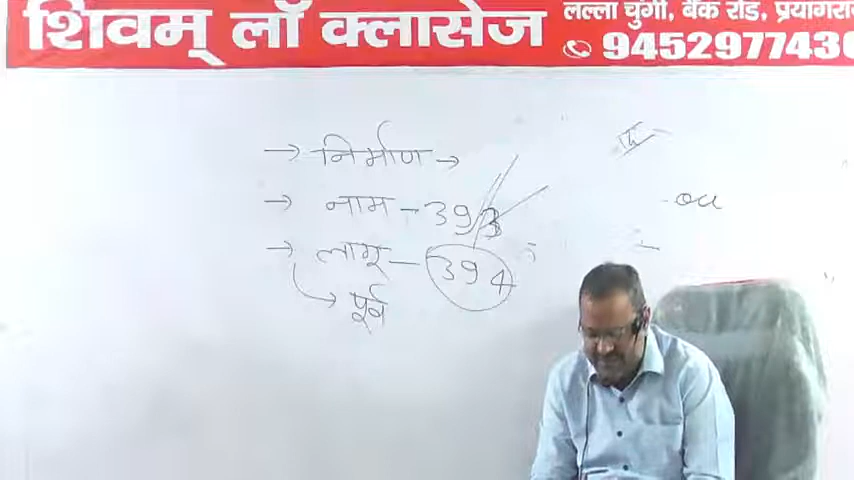 शिवम् लॉ क्लासेज
लल्ला चुंगी, बैंक रोड, प्रयागराज
9452977430
→ निर्माण →
→ नाम - 393
→ लागू - 394
→ पूर्व